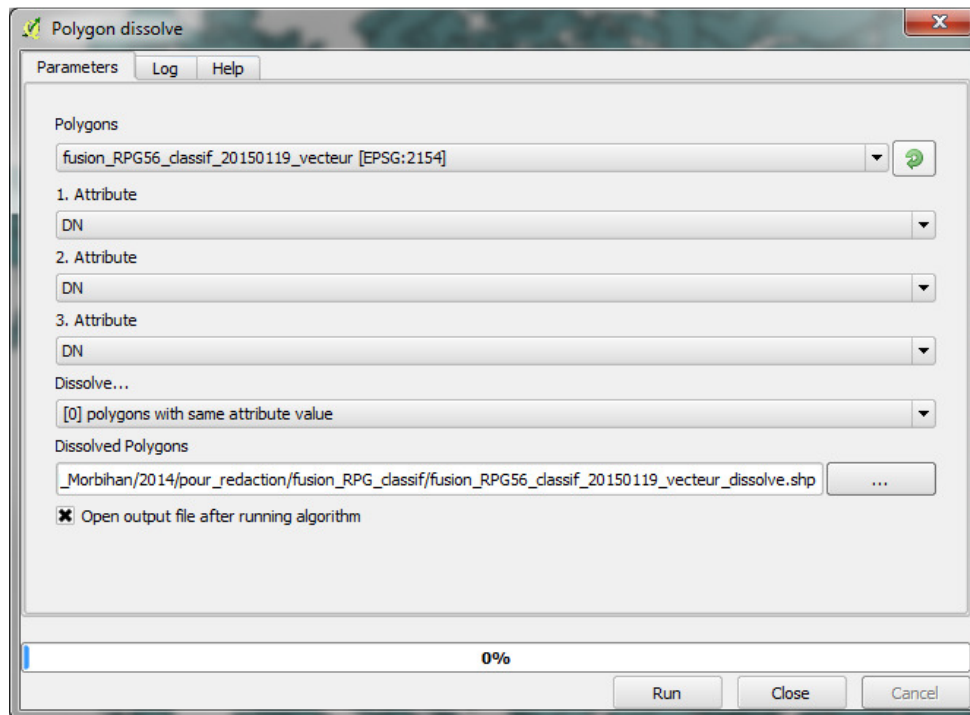 Polygon dissolve
Parameters Log Help
Polygons
fusion_RPG56_classif_20150119_vecteur [EPSG:2154]
1. Attribute
DN
2. Attribute
DN
3. Attribute
DN
Dissolve...
[0] polygons with same attribute value
Dissolved Polygons
_Morbihan/2014/pour_redaction/fusion_RPG_classif/fusion_RPG56_classif_20150119_vecteur_dissolve.shp ...
Open output file after running algorithm
0%
Run Close Cancel